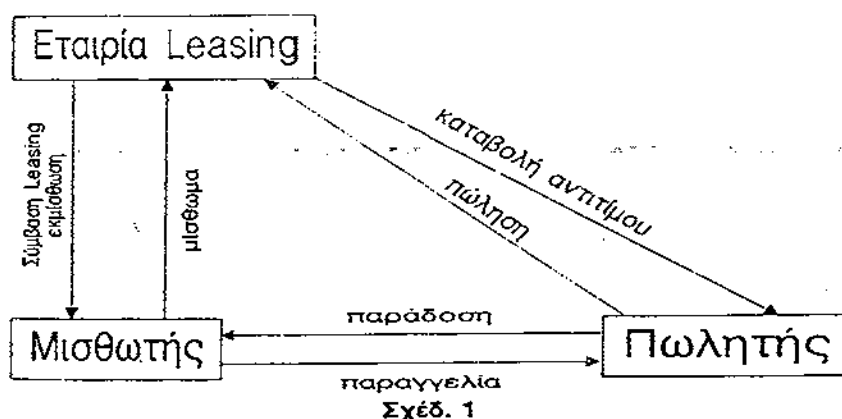 Εταιρία Leasing
καταβολή αντιτίμου
πώληση
Σύμβαση Leasing
εκμίσθωση
μίσθωμα
παράδοση
Μισθωτής
Πωλητής
παραγγελία
Σχέδ. 1